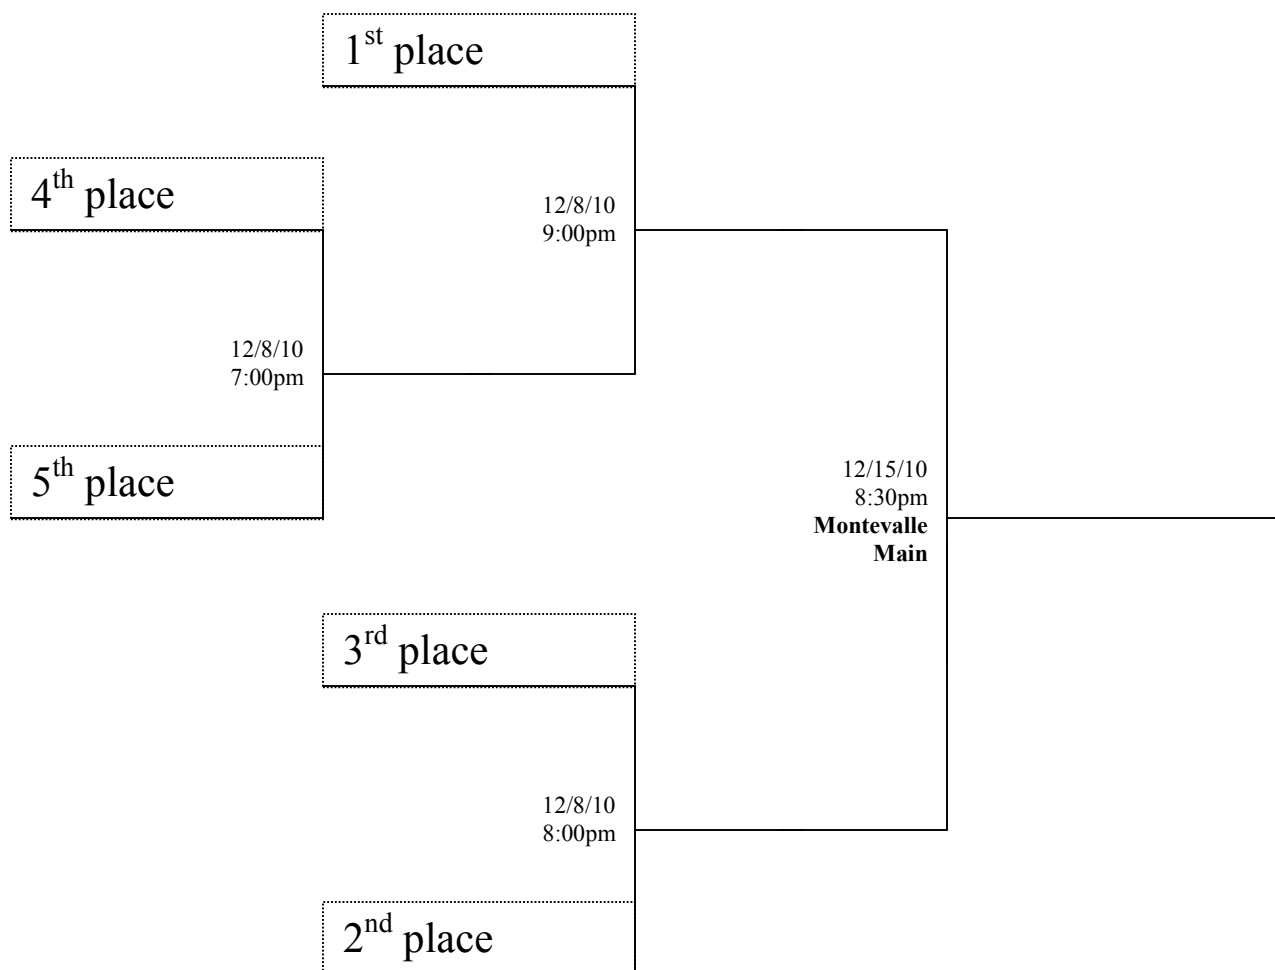 1st place
4th place
12/8/10
9:00pm
12/8/10
7:00pm
5th place
12/15/10
8:30pm
Montevalle
Main
3rd place
12/8/10
8:00pm
2nd place